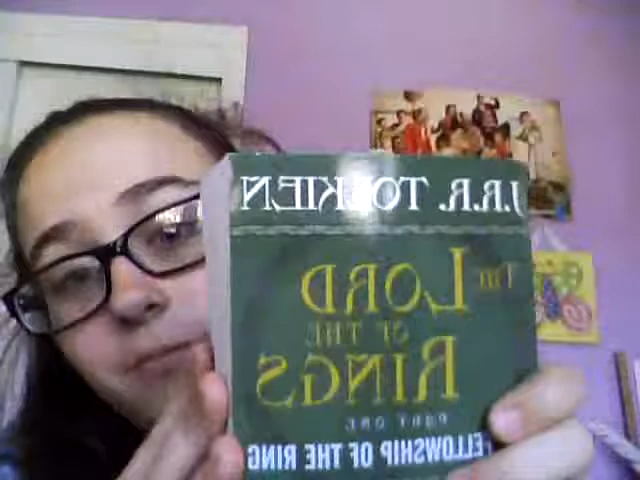 J.R.R. TOLKIEN
THE LORD
OF THE
RINGS
PART ONE
FELLOWSHIP OF THE RING